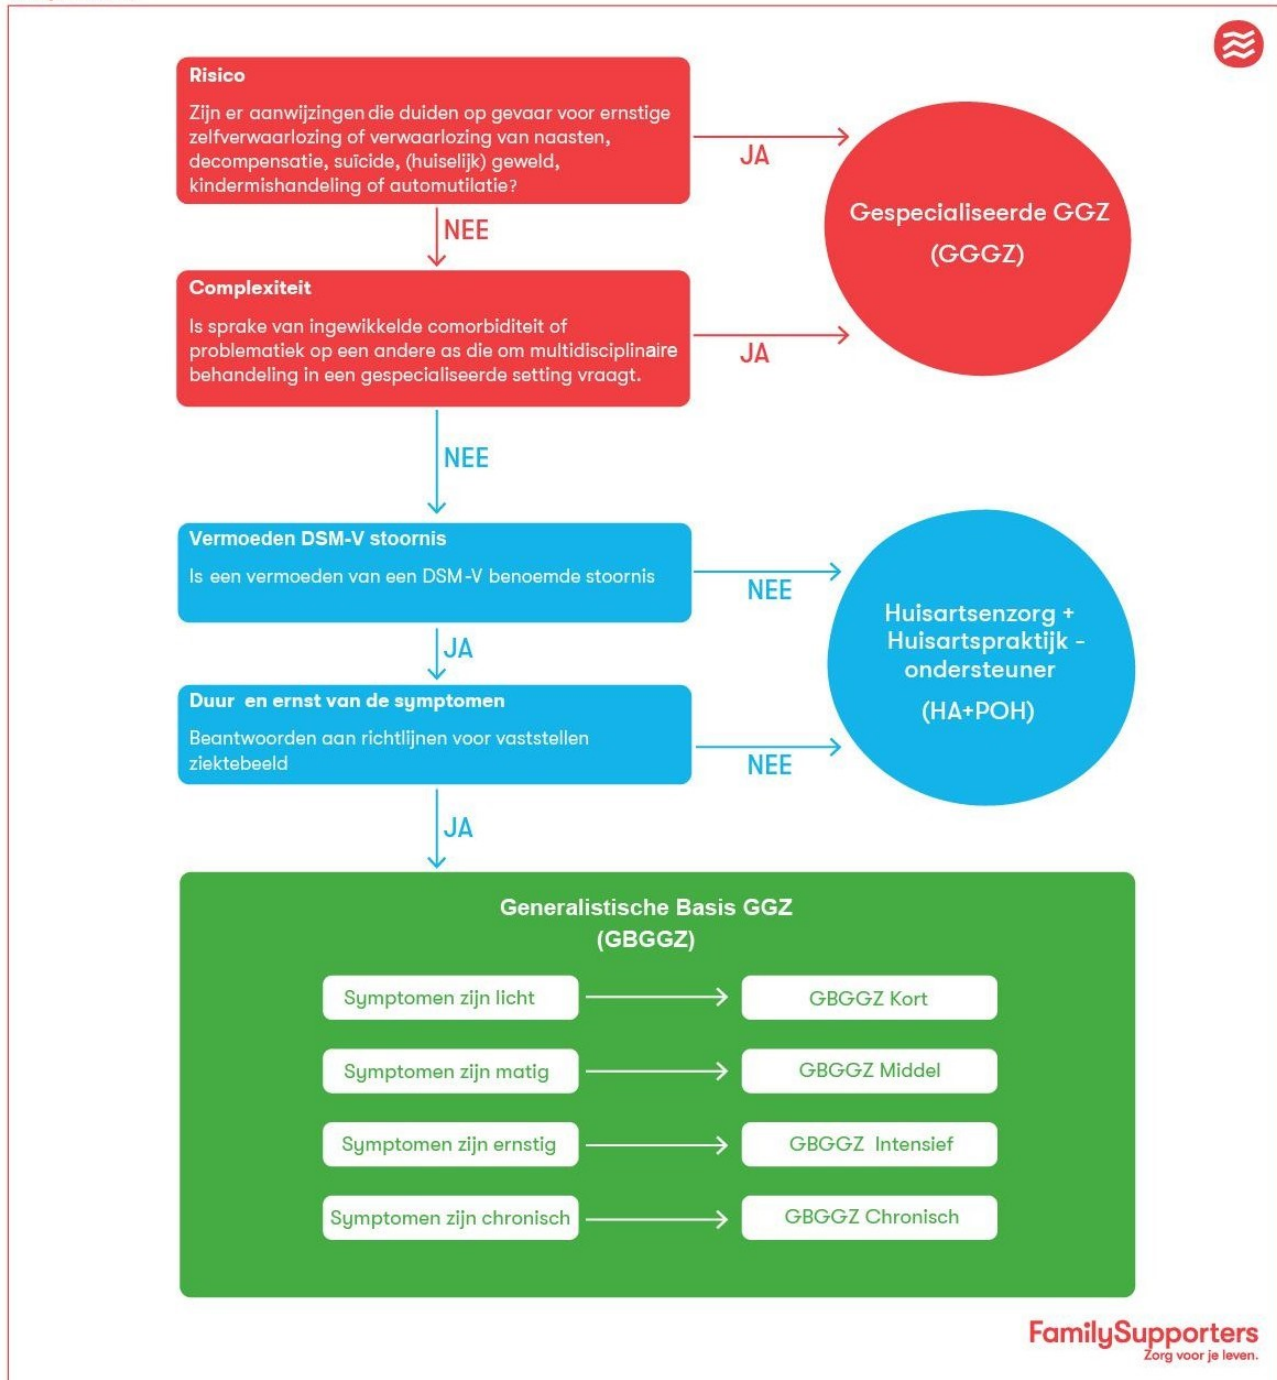 Risico
Zijn er aanwijzingen die duiden op gevaar voor ernstige
zelfverwaarlozing of verwaarlozing van naasten,
decompensatie, suïcide, (huiselijk) geweld,
kindermishandeling of automutilatie?
JA
Gespecialiseerde GGZ
(GGGZ)
NEE
Complexiteit
Is sprake van ingewikkelde comorbiditeit of
problematiek op een andere as die om multidisciplinaire
behandeling in een gespecialiseerde setting vraagt.
JA
NEE
Vermoeden DSM-V stoornis
Is een vermoeden van een DSM-V benoemde stoornis
NEE
Huisartsenzorg +
Huisartspraktijk -
ondersteuner
(HA+POH)
JA
Duur en ernst van de symptomen
Beantwoorden aan richtlijnen voor vaststellen
ziektebeeld
NEE
JA
Generalistische Basis GGZ
(GBGGZ)
Symptomen zijn licht
GBGGZ Kort
Symptomen zijn matig
GBGGZ Middel
Symptomen zijn ernstig
GBGGZ Intensief
Symptomen zijn chronisch
GBGGZ Chronisch
FamilySupporters
Zorg voor je leven.